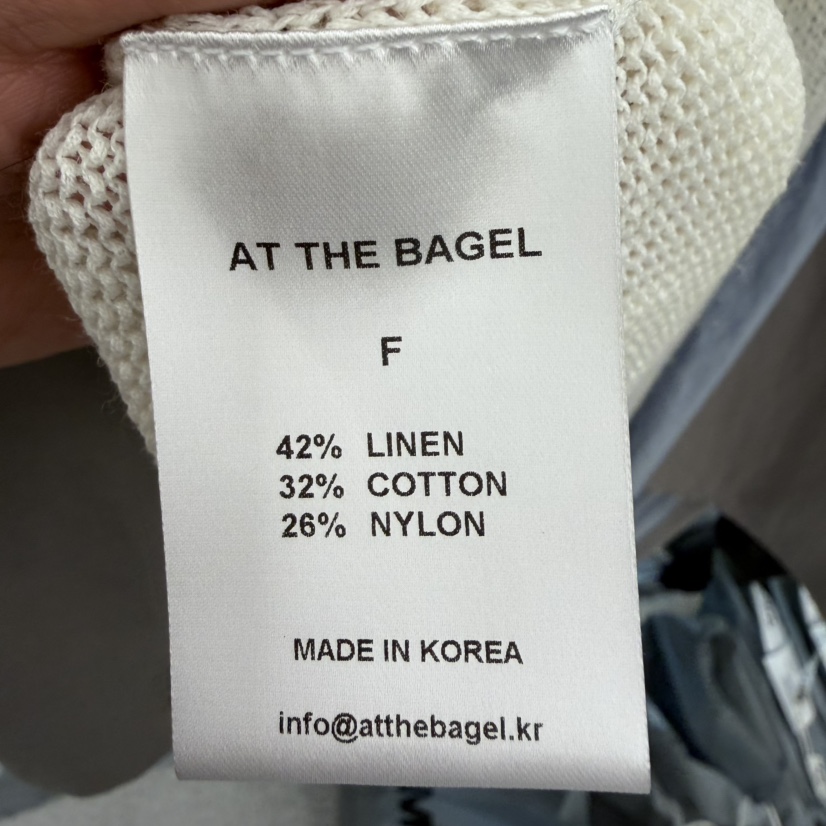 AT THE BAGEL
F
42% LINEN
32% COTTON
26% NYLON
MADE IN KOREA
info@atthebagel.kr